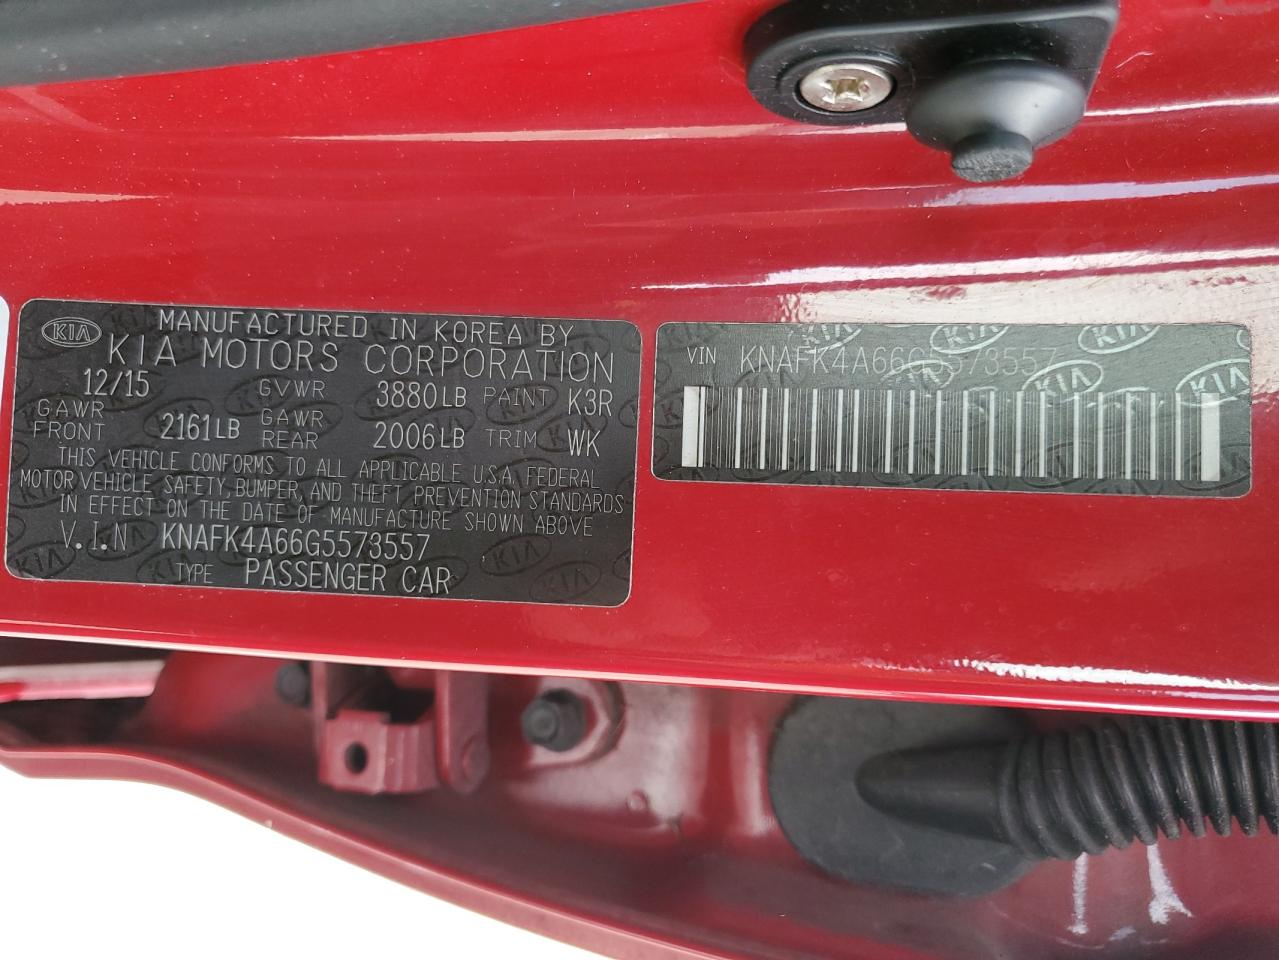 KIA MANUFACTURED IN KOREA BY
KIA MOTORS CORPORATION
12/15 GVWR 3880LB PAINT K3R
GAWR FRONT 2161LB GAWR REAR 2006LB TRIM WK
THIS VEHICLE CONFORMS TO ALL APPLICABLE U.S.A. FEDERAL
MOTOR VEHICLE SAFETY, BUMPER, AND THEFT PREVENTION STANDARDS
IN EFFECT ON THE DATE OF MANUFACTURE SHOWN ABOVE
V.I.N KNAFK4A66G5573557
TYPE PASSENGER CAR
VIN KNAFK4A66G5573557